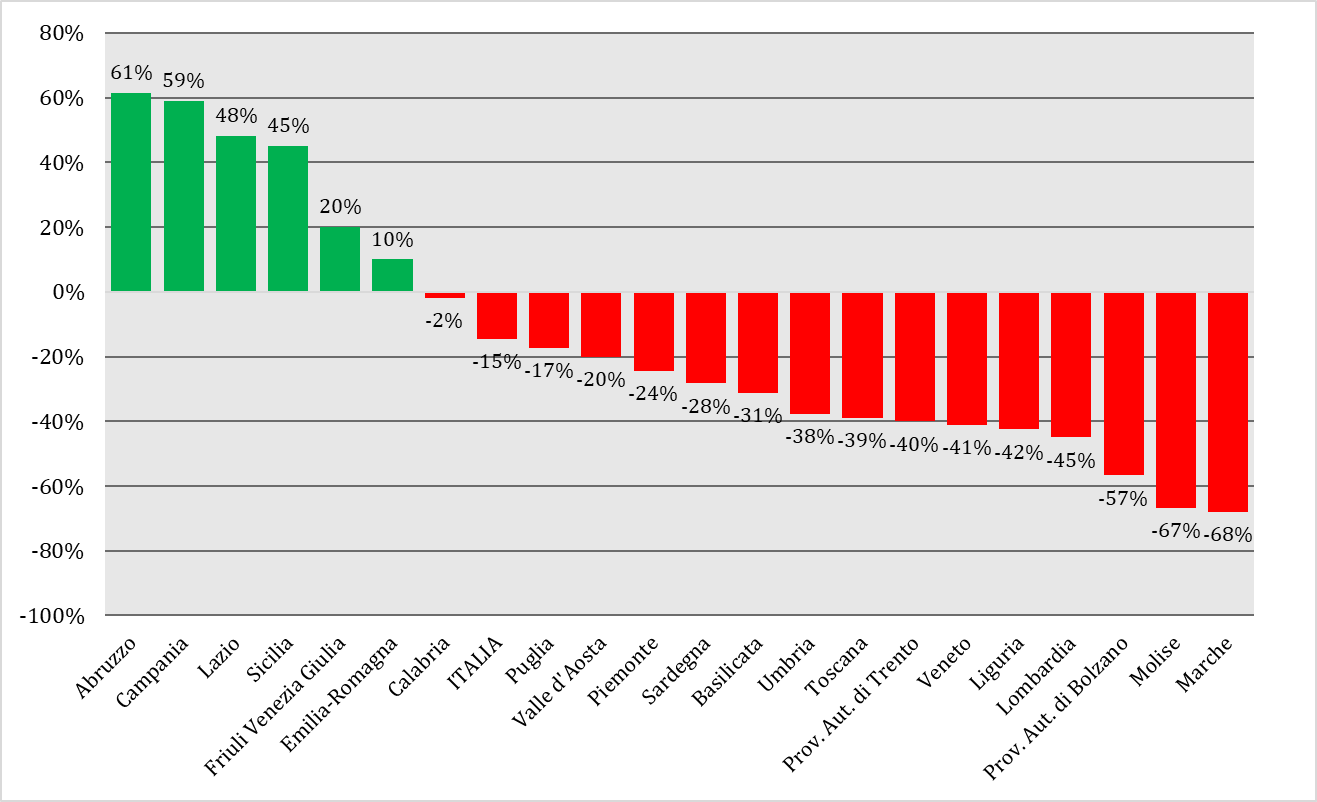 80%
60%
40%
20%
0%
-20%
-40%
-60%
-80%
-100%
61%
59%
48%
45%
20%
10%
-2%
-15%
-17%
-20%
-24%
-28%
-31%
-38%
-39%
-40%
-41%
-42%
-45%
-57%
-67%
-68%
Abruzzo
Campania
Lazio
Sicilia
Friuli Venezia Giulia
Emilia-Romagna
Calabria
ITALIA
Puglia
Valle d'Aosta
Piemonte
Sardegna
Basilicata
Umbria
Toscana
Prov. Aut. di Trento
Veneto
Liguria
Lombardia
Prov. Aut. di Bolzano
Molise
Marche